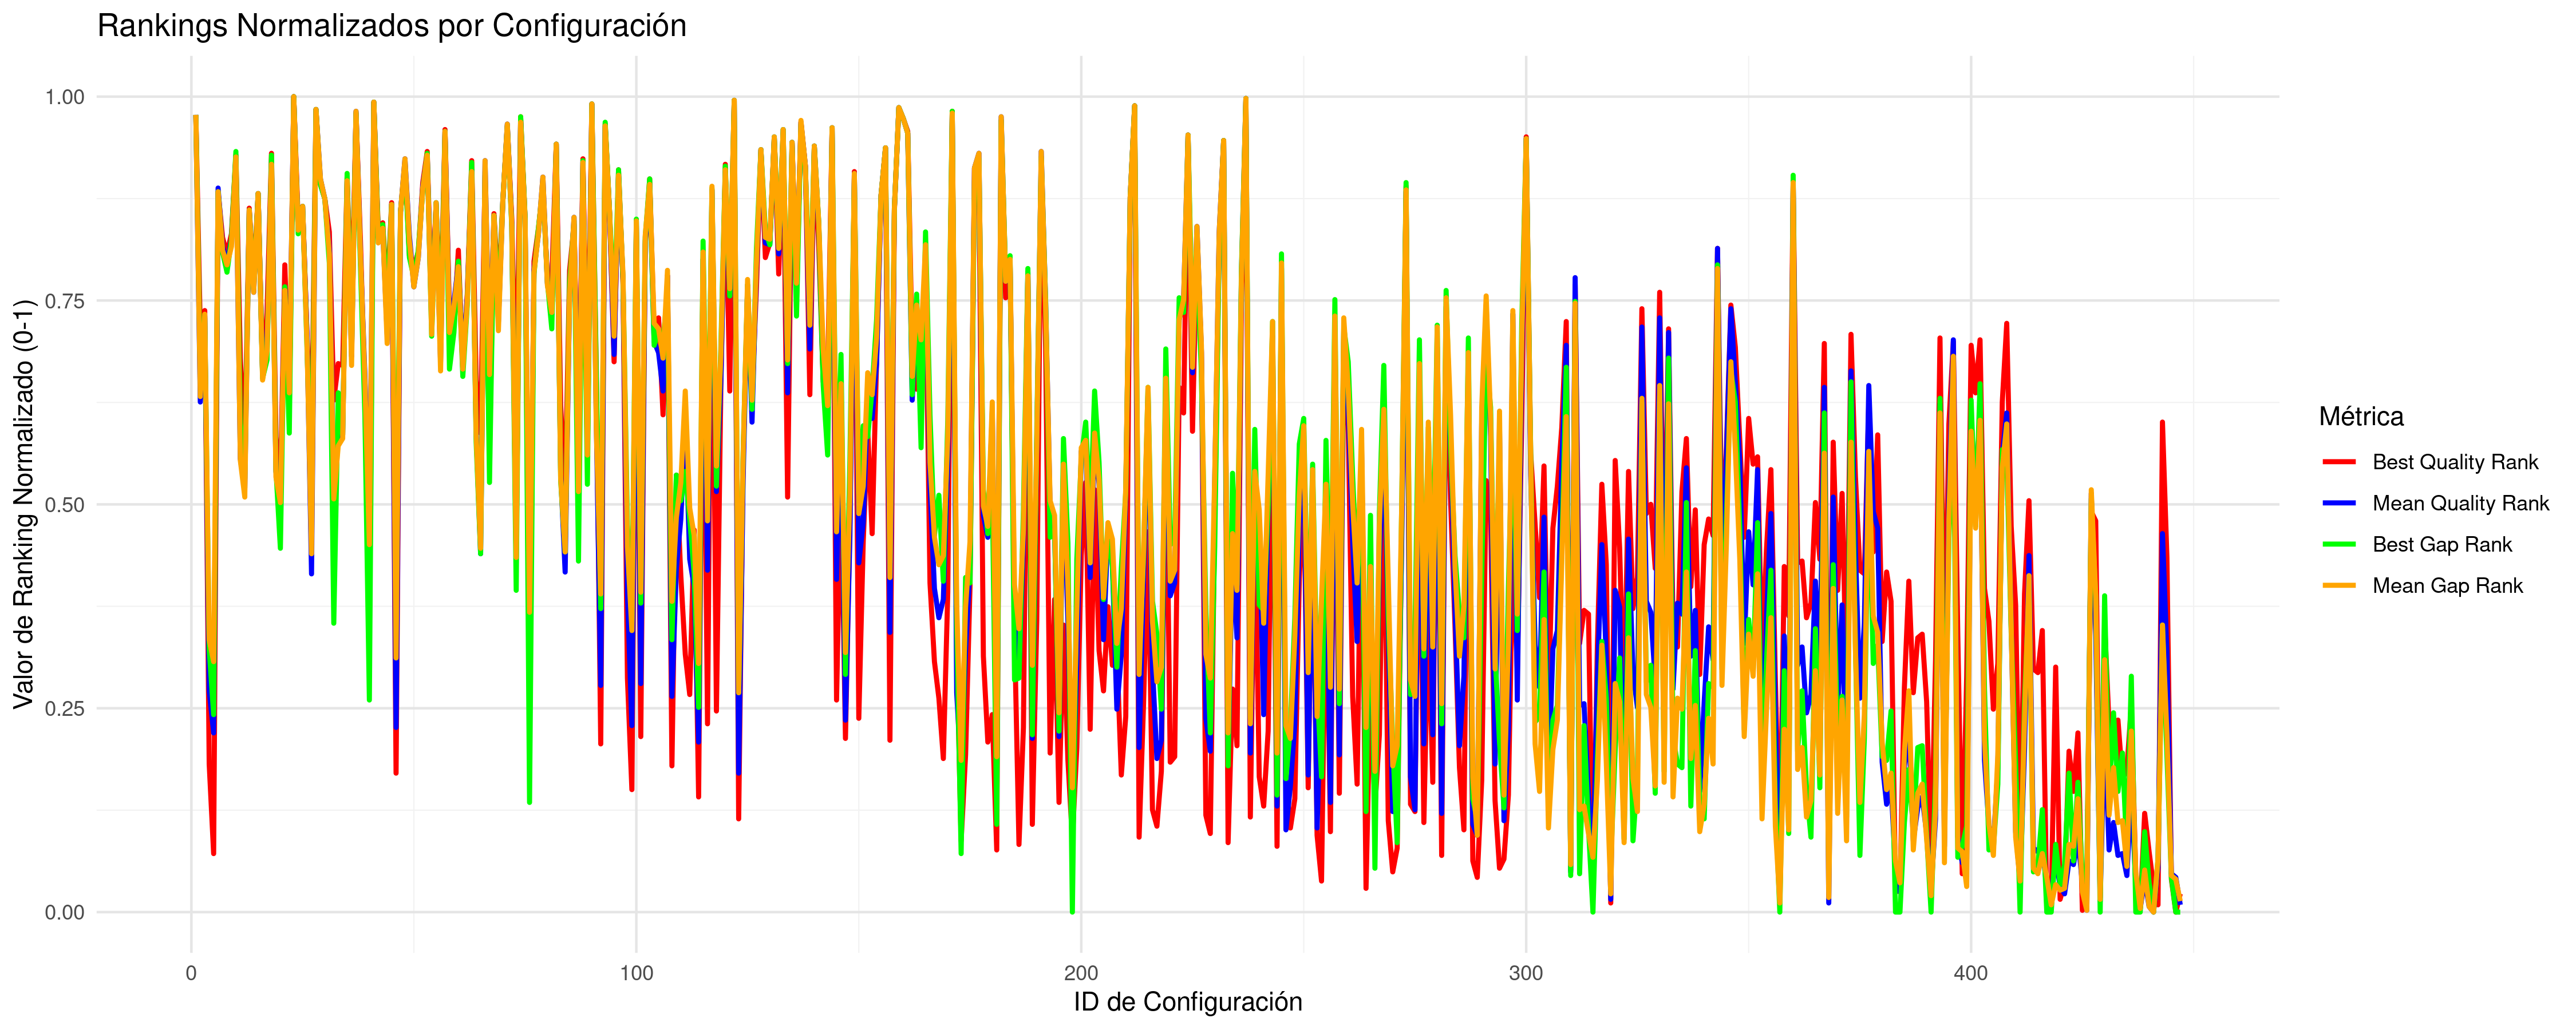 Rankings Normalizados por Configuración
Valor de Ranking Normalizado (0-1)
1.00
0.75
0.50
0.25
0.00
0
100
200
300
400
ID de Configuración
Métrica
Best Quality Rank
Mean Quality Rank
Best Gap Rank
Mean Gap Rank